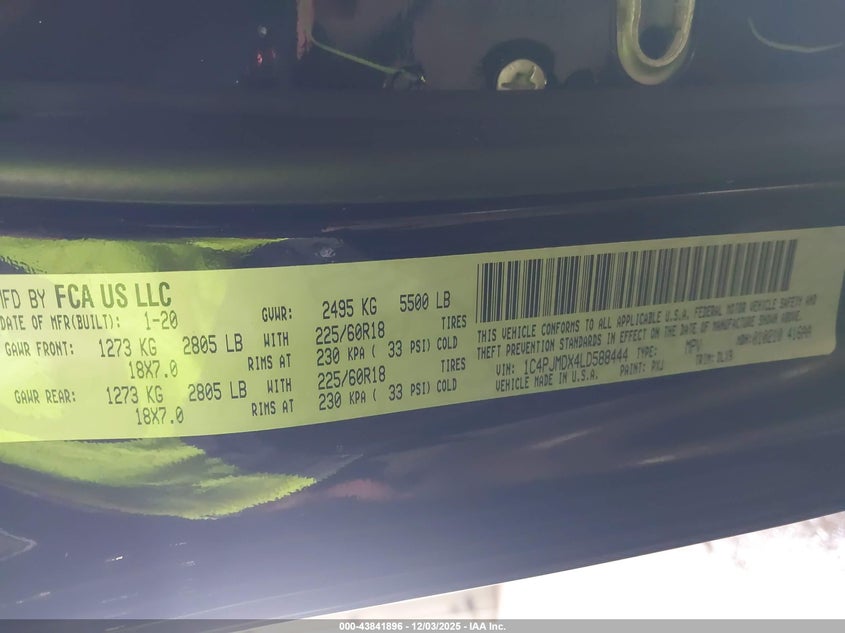 MFD BY FCA US LLC
DATE OF MFR(BUILT): 1-20
GVWR: 2495 KG 5500 LB
GAWR FRONT: 1273 KG 2805 LB WITH 225/60R18 TIRES
18X7.0 RIMS AT 230 KPA ( 33 PSI) COLD
GAWR REAR: 1273 KG 2805 LB WITH 225/60R18 TIRES
18X7.0 RIMS AT 230 KPA ( 33 PSI) COLD
THIS VEHICLE CONFORMS TO ALL APPLICABLE U.S.A. FEDERAL MOTOR VEHICLE SAFETY AND
THEFT PREVENTION STANDARDS IN EFFECT ON THE DATE OF MANUFACTURE SHOWN ABOVE.
VIN: 1C4PJMDX4LD588444 TYPE: MPV
VEHICLE MADE IN U.S.A. PAINT: PXJ TRIM:
000-43841896 - 12/03/2025 - IAA Inc.